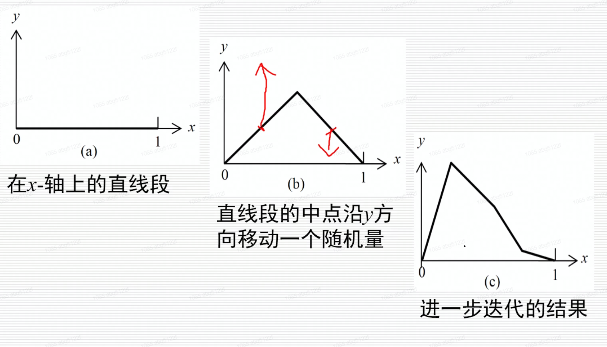 y
0
1
x
(a)
在x-轴上的直线段
y
0
1
x
(b)
直线段的中点沿y方
向移动一个随机量
y
0
1
x
(c)
进一步迭代的结果